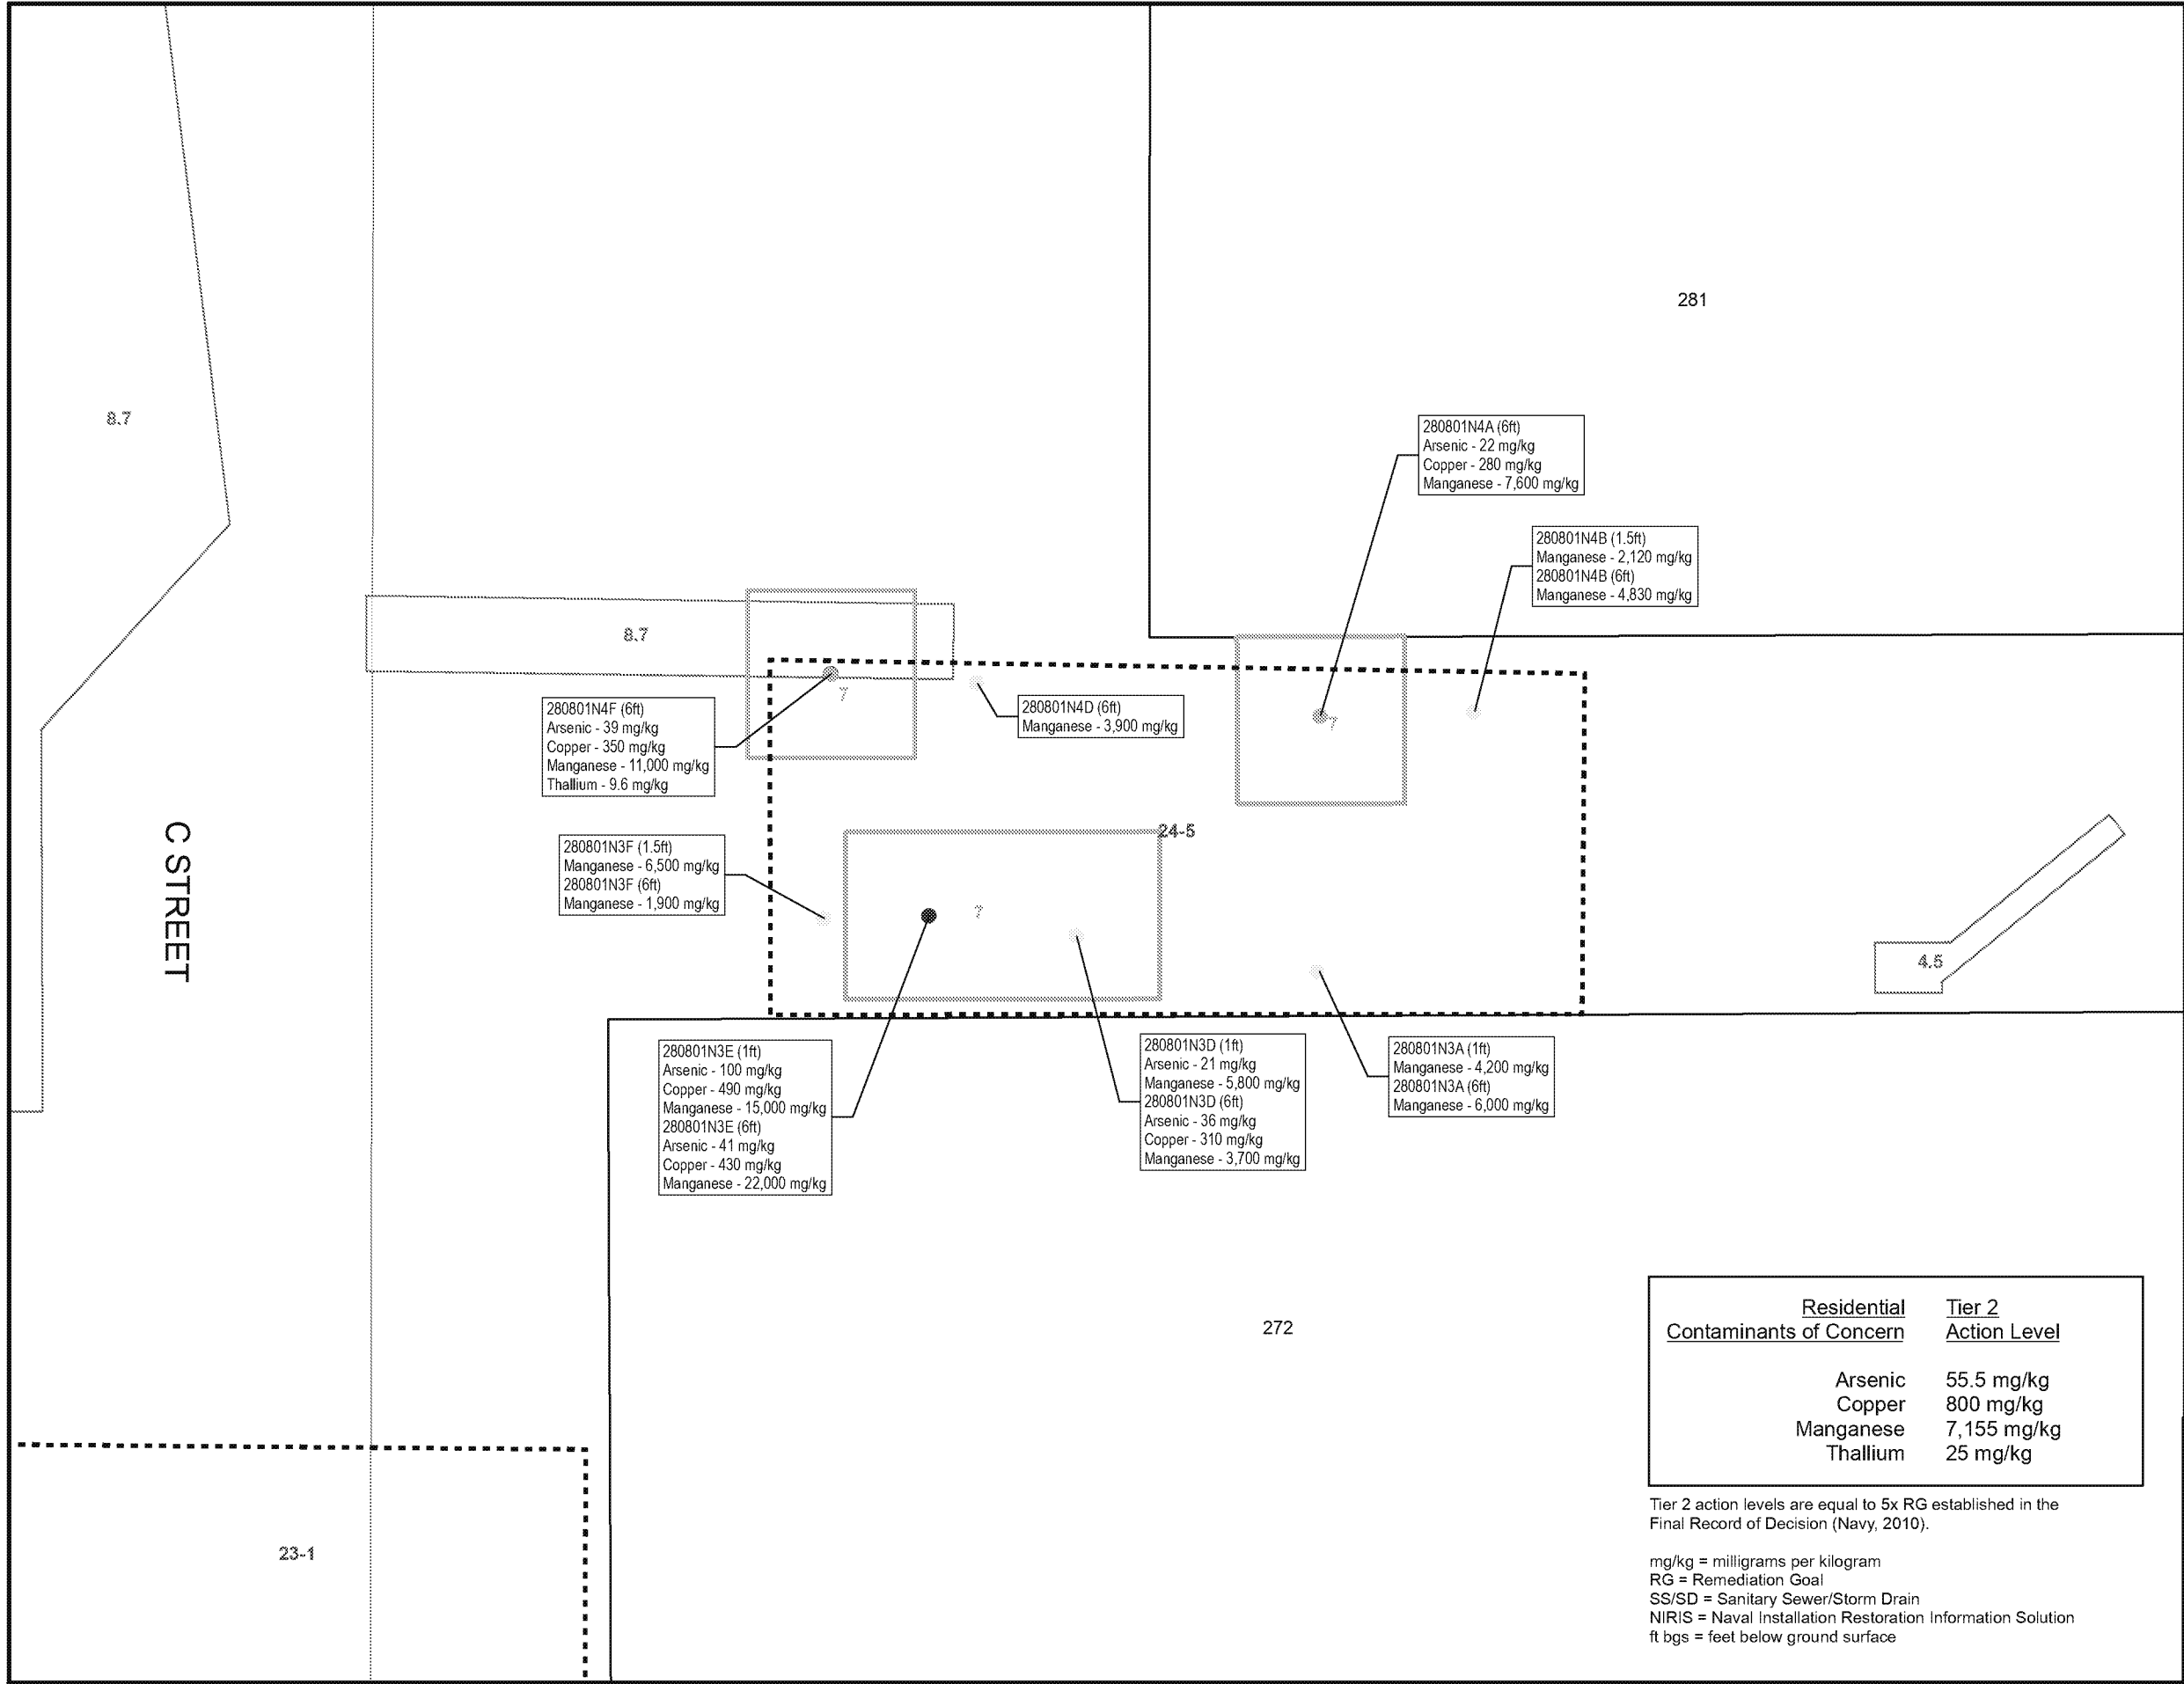 281
8.7
280801N4A (6ft)
Arsenic - 22 mg/kg
Copper - 280 mg/kg
Manganese - 7,600 mg/kg
280801N4B (1.5ft)
Manganese - 2,120 mg/kg
280801N4B (6ft)
Manganese - 4,830 mg/kg
8.7
7
280801N4F (6ft)
Arsenic - 39 mg/kg
Copper - 350 mg/kg
Manganese - 11,000 mg/kg
Thallium - 9.6 mg/kg
280801N4D (6ft)
Manganese - 3,900 mg/kg
7
24-5
280801N3F (1.5ft)
Manganese - 6,500 mg/kg
280801N3F (6ft)
Manganese - 1,900 mg/kg
C STREET
7
4.5
280801N3E (1ft)
Arsenic - 100 mg/kg
Copper - 490 mg/kg
Manganese - 15,000 mg/kg
280801N3E (6ft)
Arsenic - 41 mg/kg
Copper - 430 mg/kg
Manganese - 22,000 mg/kg
280801N3D (1ft)
Arsenic - 21 mg/kg
Manganese - 5,800 mg/kg
280801N3D (6ft)
Arsenic - 36 mg/kg
Copper - 310 mg/kg
Manganese - 3,700 mg/kg
280801N3A (1ft)
Manganese - 4,200 mg/kg
280801N3A (6ft)
Manganese - 6,000 mg/kg
272
23-1
Residential Tier 2
Contaminants of Concern Action Level
Arsenic 55.5 mg/kg
Copper 800 mg/kg
Manganese 7,155 mg/kg
Thallium 25 mg/kg
Tier 2 action levels are equal to 5x RG established in the
Final Record of Decision (Navy, 2010).
mg/kg = milligrams per kilogram
RG = Remediation Goal
SS/SD = Sanitary Sewer/Storm Drain
NIRIS = Naval Installation Restoration Information Solution
ft bgs = feet below ground surface